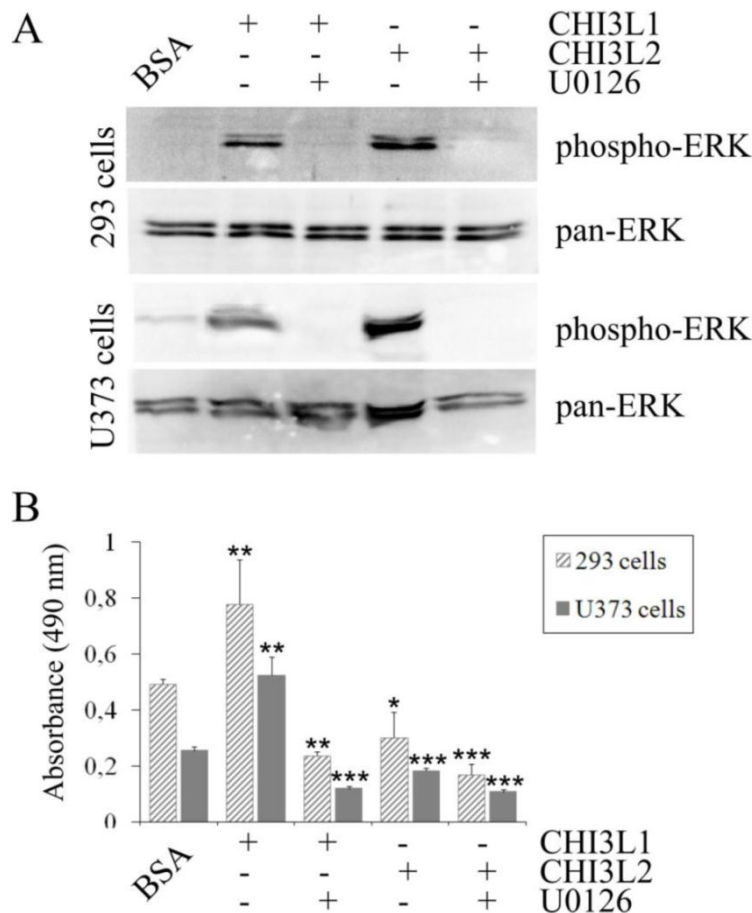 A
BSA
+ + - - CHI3L1
- - + + CHI3L2
- + - + U0126
293 cells
phospho-ERK
pan-ERK
U373 cells
phospho-ERK
pan-ERK
B
Absorbance (490 nm)
1
0,8
0,6
0,4
0,2
0
**
**
**
***
*
***
***
***
293 cells
U373 cells
BSA
+ + - - CHI3L1
- - + + CHI3L2
- + - + U0126